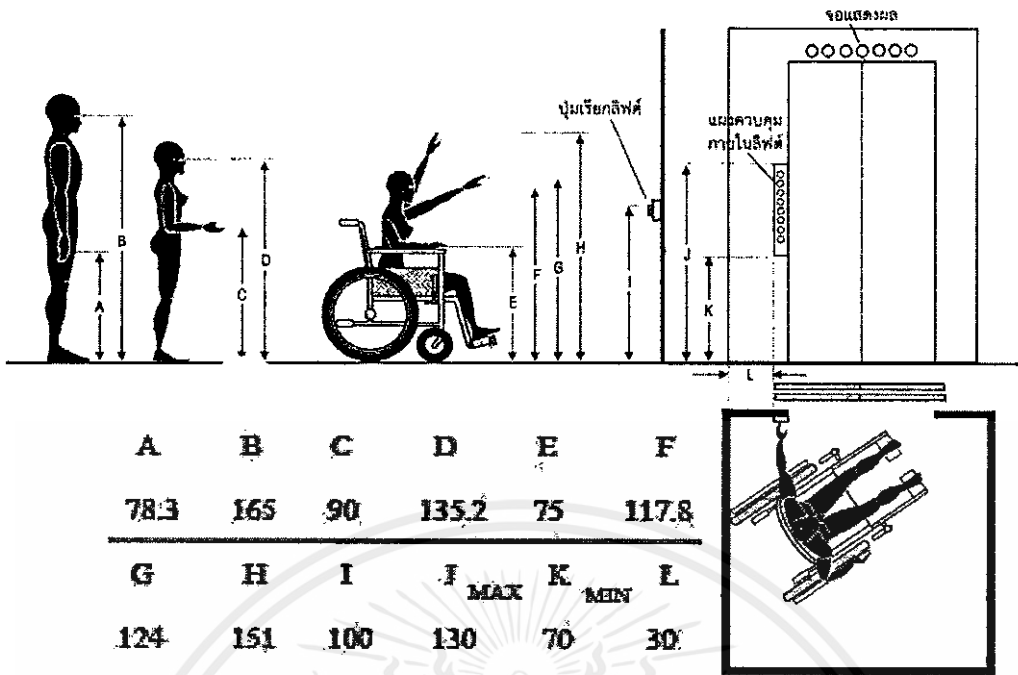 จอแสดงผล
ปุ่มเรียกลิฟต์
แผงควบคุม
ภายในลิฟต์
B
A
D
C
E
F
G
H
I
J
K
L
A B C D E F
78.3 165 90 135.2 75 117.8
G H I J MAX K MIN L
124 151 100 130 70 30